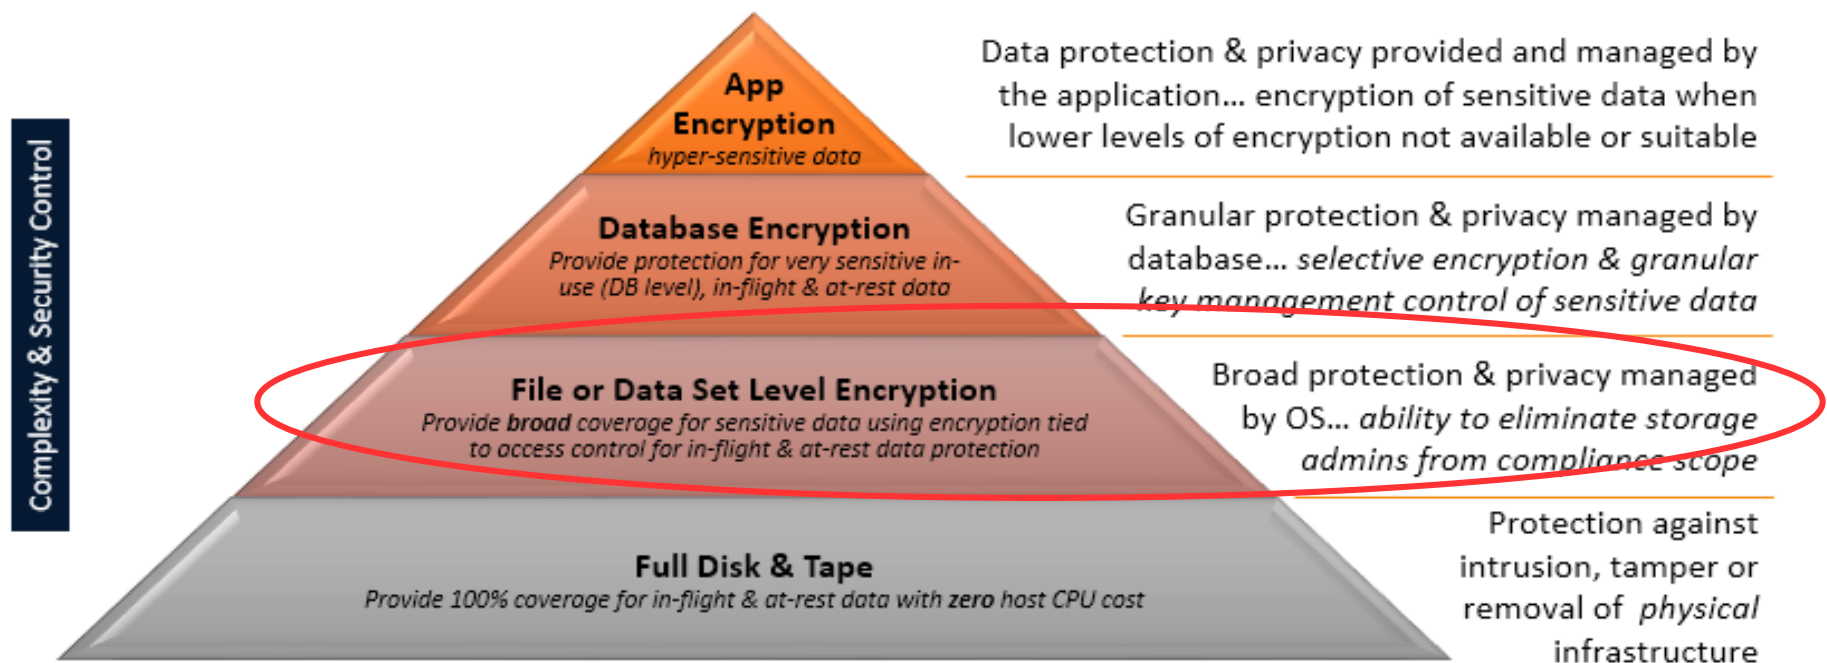 Complexity & Security Control
App
Encryption
hyper-sensitive data
Data protection & privacy provided and managed by
the application... encryption of sensitive data when
lower levels of encryption not available or suitable
Database Encryption
Provide protection for very sensitive in-
use (DB level), in-flight & at-rest data
Granular protection & privacy managed by
database... selective encryption & granular
key management control of sensitive data
File or Data Set Level Encryption
Provide broad coverage for sensitive data using encryption tied
to access control for in-flight & at-rest data protection
Broad protection & privacy managed
by OS... ability to eliminate storage
admins from compliance scope
Full Disk & Tape
Provide 100% coverage for in-flight & at-rest data with zero host CPU cost
Protection against
intrusion, tamper or
removal of physical
infrastructure